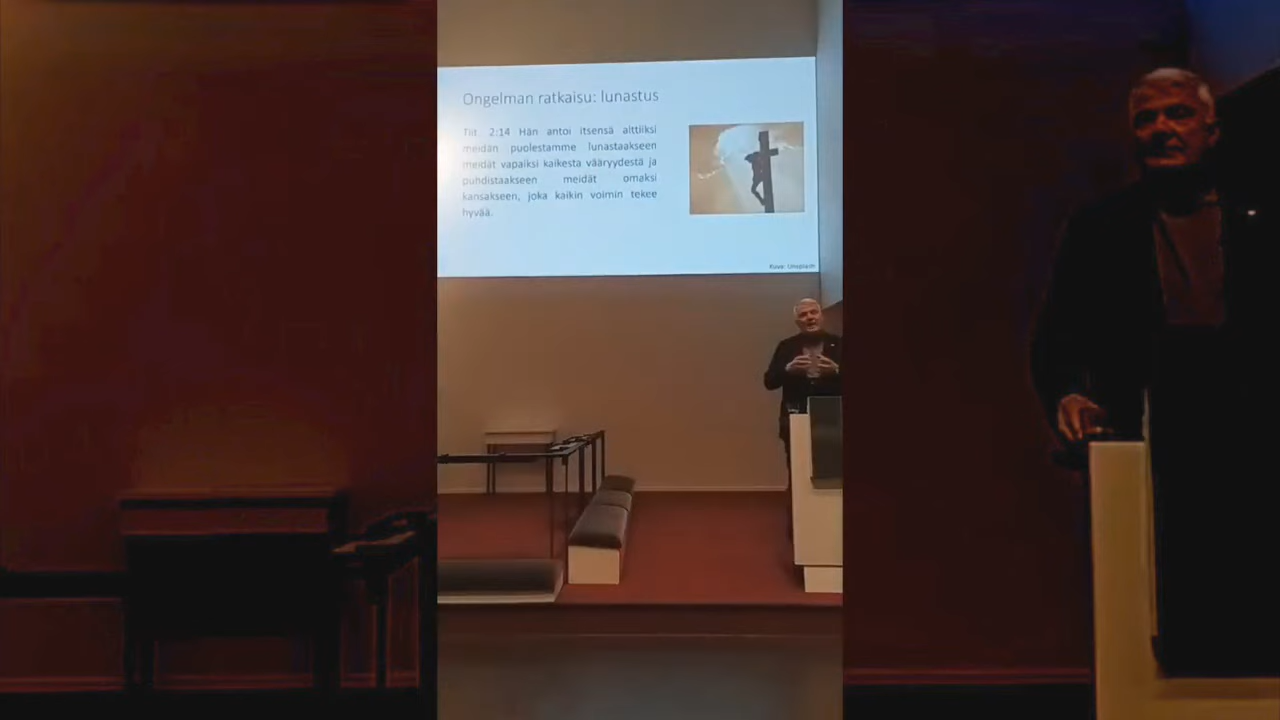 Ongelman ratkaisu: lunastus
Tiit 2:14 Hän antoi itsensä alttiiksi
meidän puolestamme lunastaakseen
meidät vapaiksi kaikesta vääryydestä ja
puhdistaakseen meidät omaksi
kansakseen, joka kaikin voimin tekee
hyvää.
Kuva: Unsplash